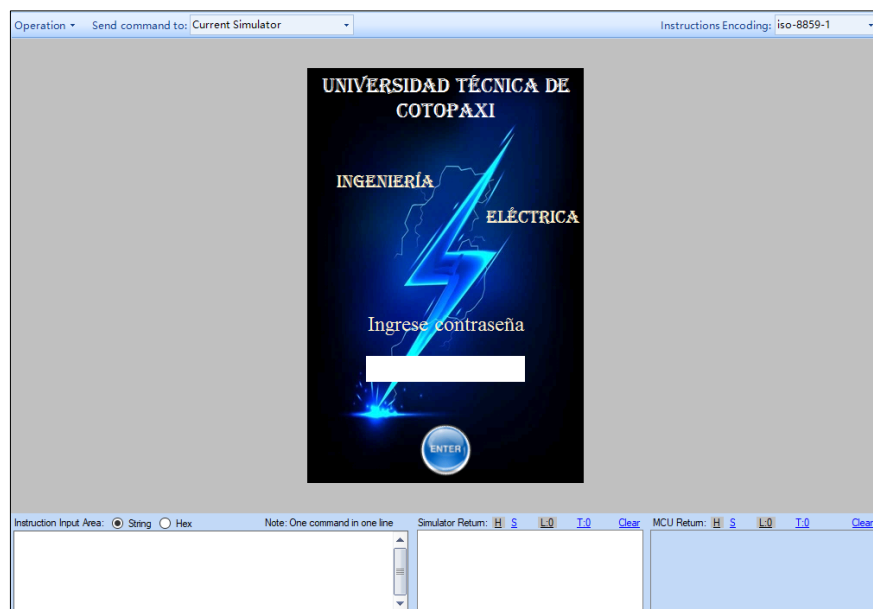 Operation Send command to: Current Simulator Instructions Encoding: iso-8859-1
UNIVERSIDAD TÉCNICA DE
COTOPAXI
INGENIERÍA
ELÉCTRICA
Ingrese contraseña
ENTER
Instruction Input Area: String Hex Note: One command in one line Simulator Return: H S L:0 T:0 Clear MCU Return: H S L:0 T:0 Clear